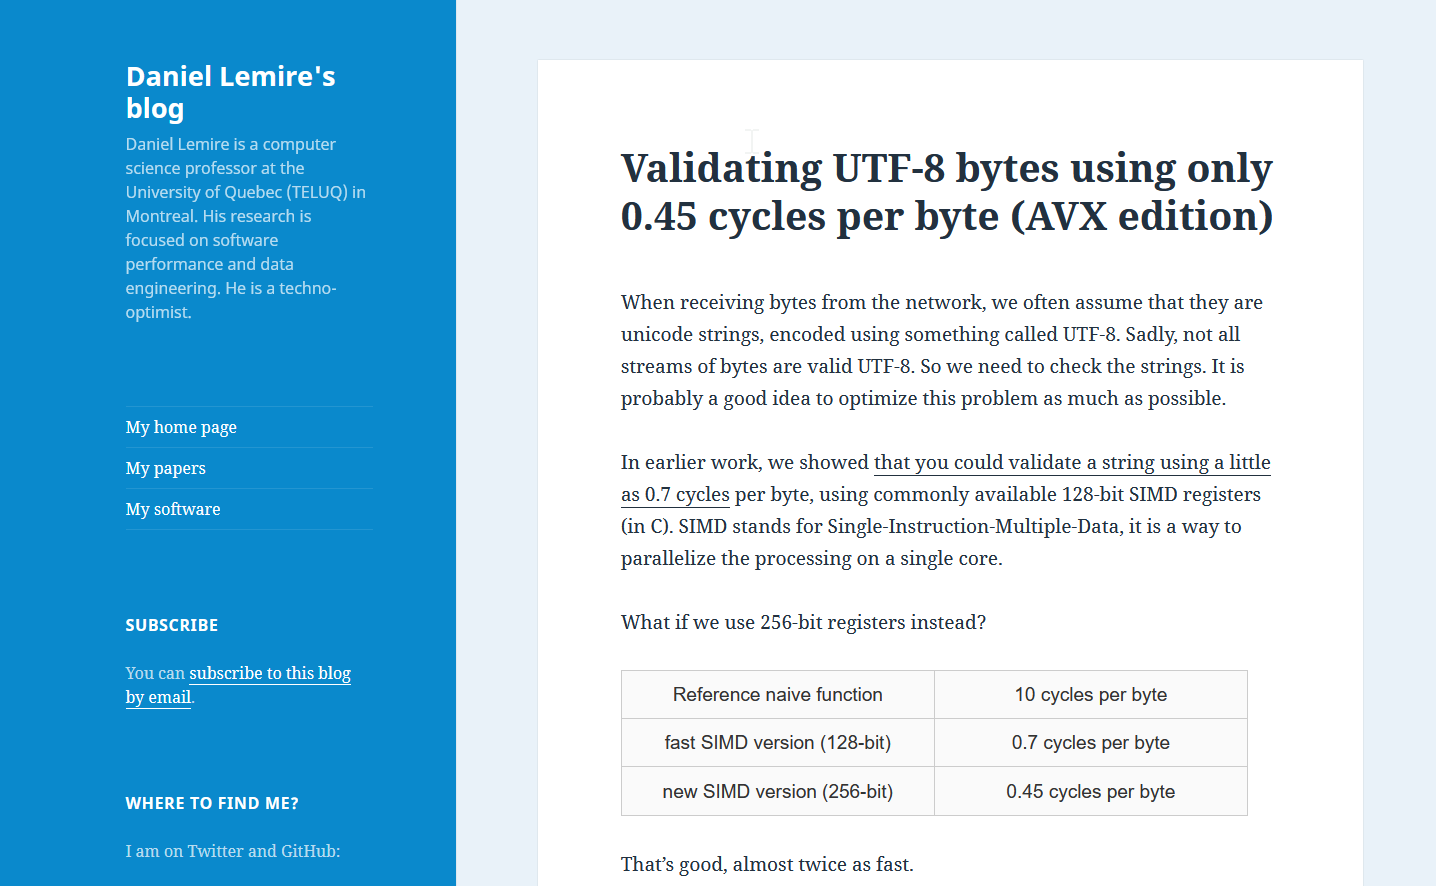 Daniel Lemire's
blog
Daniel Lemire is a computer
science professor at the
University of Quebec (TELUQ) in
Montreal. His research is
focused on software
performance and data
engineering. He is a techno-
optimist.
My home page
My papers
My software
SUBSCRIBE
You can subscribe to this blog
by email.
WHERE TO FIND ME?
I am on Twitter and GitHub:
Validating UTF-8 bytes using only
0.45 cycles per byte (AVX edition)
When receiving bytes from the network, we often assume that they are
unicode strings, encoded using something called UTF-8. Sadly, not all
streams of bytes are valid UTF-8. So we need to check the strings. It is
probably a good idea to optimize this problem as much as possible.
In earlier work, we showed that you could validate a string using a little
as 0.7 cycles per byte, using commonly available 128-bit SIMD registers
(in C). SIMD stands for Single-Instruction-Multiple-Data, it is a way to
parallelize the processing on a single core.
What if we use 256-bit registers instead?
Reference naive function 10 cycles per byte
fast SIMD version (128-bit) 0.7 cycles per byte
new SIMD version (256-bit) 0.45 cycles per byte
That’s good, almost twice as fast.